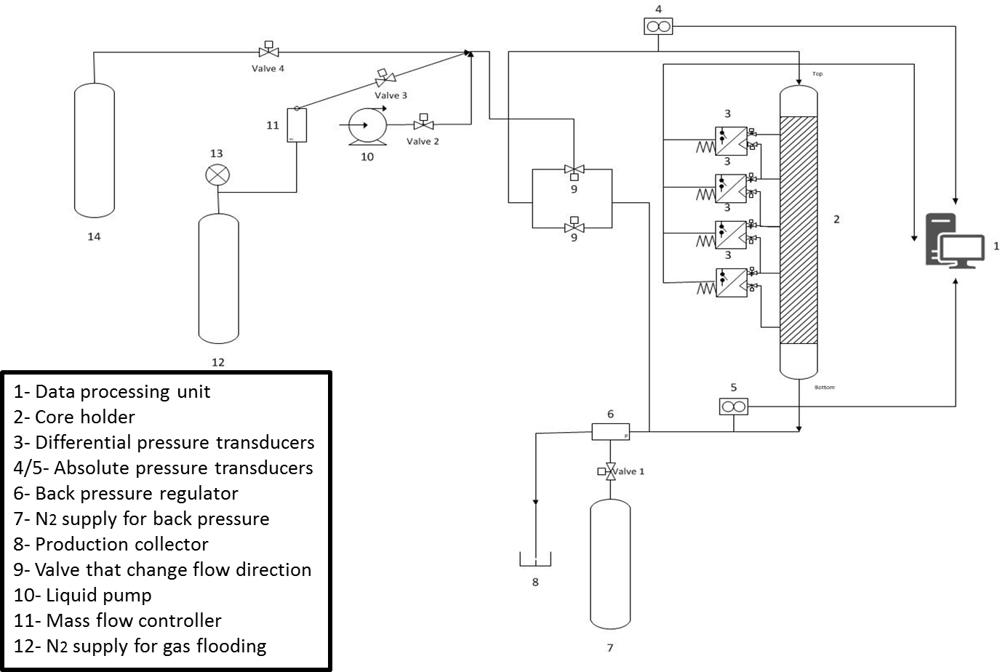 4
Valve 4
Top
Valve 3
3
11
Valve 2
10
13
3
9
3
14
2
9
1
3
12
1- Data processing unit
2- Core holder
3- Differential pressure transducers
4/5- Absolute pressure transducers
6- Back pressure regulator
7- N2 supply for back pressure
8- Production collector
9- Valve that change flow direction
10- Liquid pump
11- Mass flow controller
12- N2 supply for gas flooding
5
Bottom
6
P
Valve 1
8
7